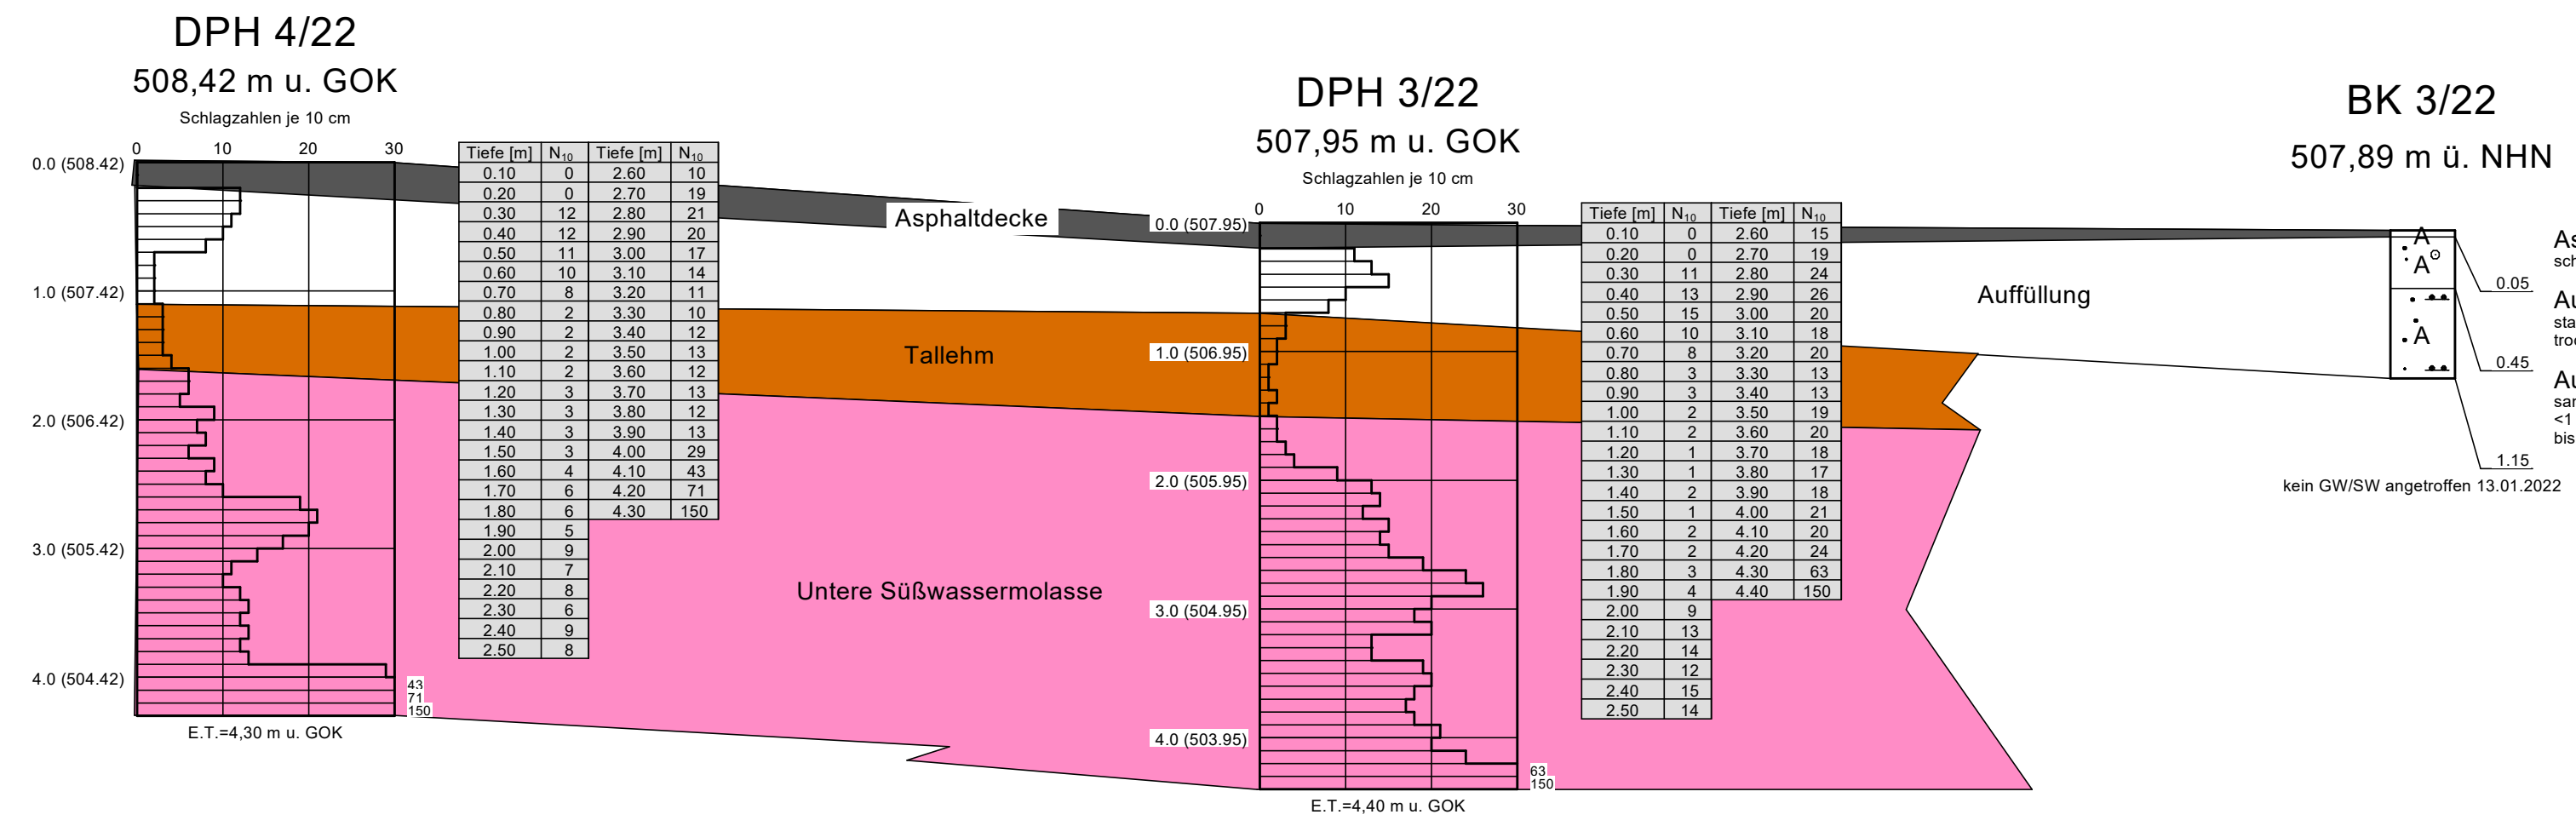 DPH 4/22
508,42 m u. GOK
Schlagzahlen je 10 cm
0 10 20 30
0.0 (508.42)
1.0 (507.42)
2.0 (506.42)
3.0 (505.42)
4.0 (504.42)
43
71
150
E.T.=4,30 m u. GOK
Tiefe [m] N10 Tiefe [m] N10
0.10 0 2.60 10
0.20 0 2.70 19
0.30 12 2.80 21
0.40 12 2.90 20
0.50 11 3.00 17
0.60 10 3.10 14
0.70 8 3.20 11
0.80 2 3.30 10
0.90 2 3.40 12
1.00 2 3.50 13
1.10 2 3.60 12
1.20 3 3.70 13
1.30 3 3.80 12
1.40 3 3.90 13
1.50 3 4.00 29
1.60 4 4.10 43
1.70 6 4.20 71
1.80 6 4.30 150
1.90 5
2.00 9
2.10 7
2.20 8
2.30 6
2.40 9
2.50 8
Asphaltdecke
Tallehm
Untere Süßwassermolasse
DPH 3/22
507,95 m u. GOK
Schlagzahlen je 10 cm
0 10 20 30
0.0 (507.95)
1.0 (506.95)
2.0 (505.95)
3.0 (504.95)
4.0 (503.95)
63
150
E.T.=4,40 m u. GOK
Tiefe [m] N10 Tiefe [m] N10
0.10 0 2.60 15
0.20 0 2.70 19
0.30 11 2.80 24
0.40 13 2.90 26
0.50 15 3.00 20
0.60 10 3.10 18
0.70 8 3.20 20
0.80 3 3.30 13
0.90 3 3.40 13
1.00 2 3.50 19
1.10 2 3.60 20
1.20 1 3.70 18
1.30 1 3.80 17
1.40 2 3.90 18
1.50 1 4.00 21
1.60 2 4.10 20
1.70 2 4.20 24
1.80 3 4.30 63
1.90 4 4.40 150
2.00 9
2.10 13
2.20 14
2.30 12
2.40 15
2.50 14
Auffüllung
BK 3/22
507,89 m ü. NHN
A
A
A
0.05
0.45
1.15
kein GW/SW angetroffen 13.01.2022